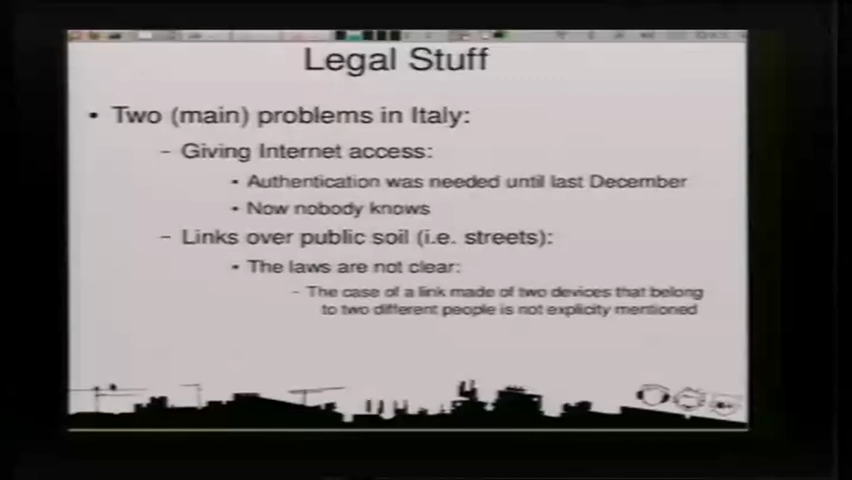 Legal Stuff
• Two (main) problems in Italy:
– Giving Internet access:
• Authentication was needed until last December
• Now nobody knows
– Links over public soil (i.e. streets):
• The laws are not clear:
– The case of a link made of two devices that belong
to two different people is not explicity mentioned